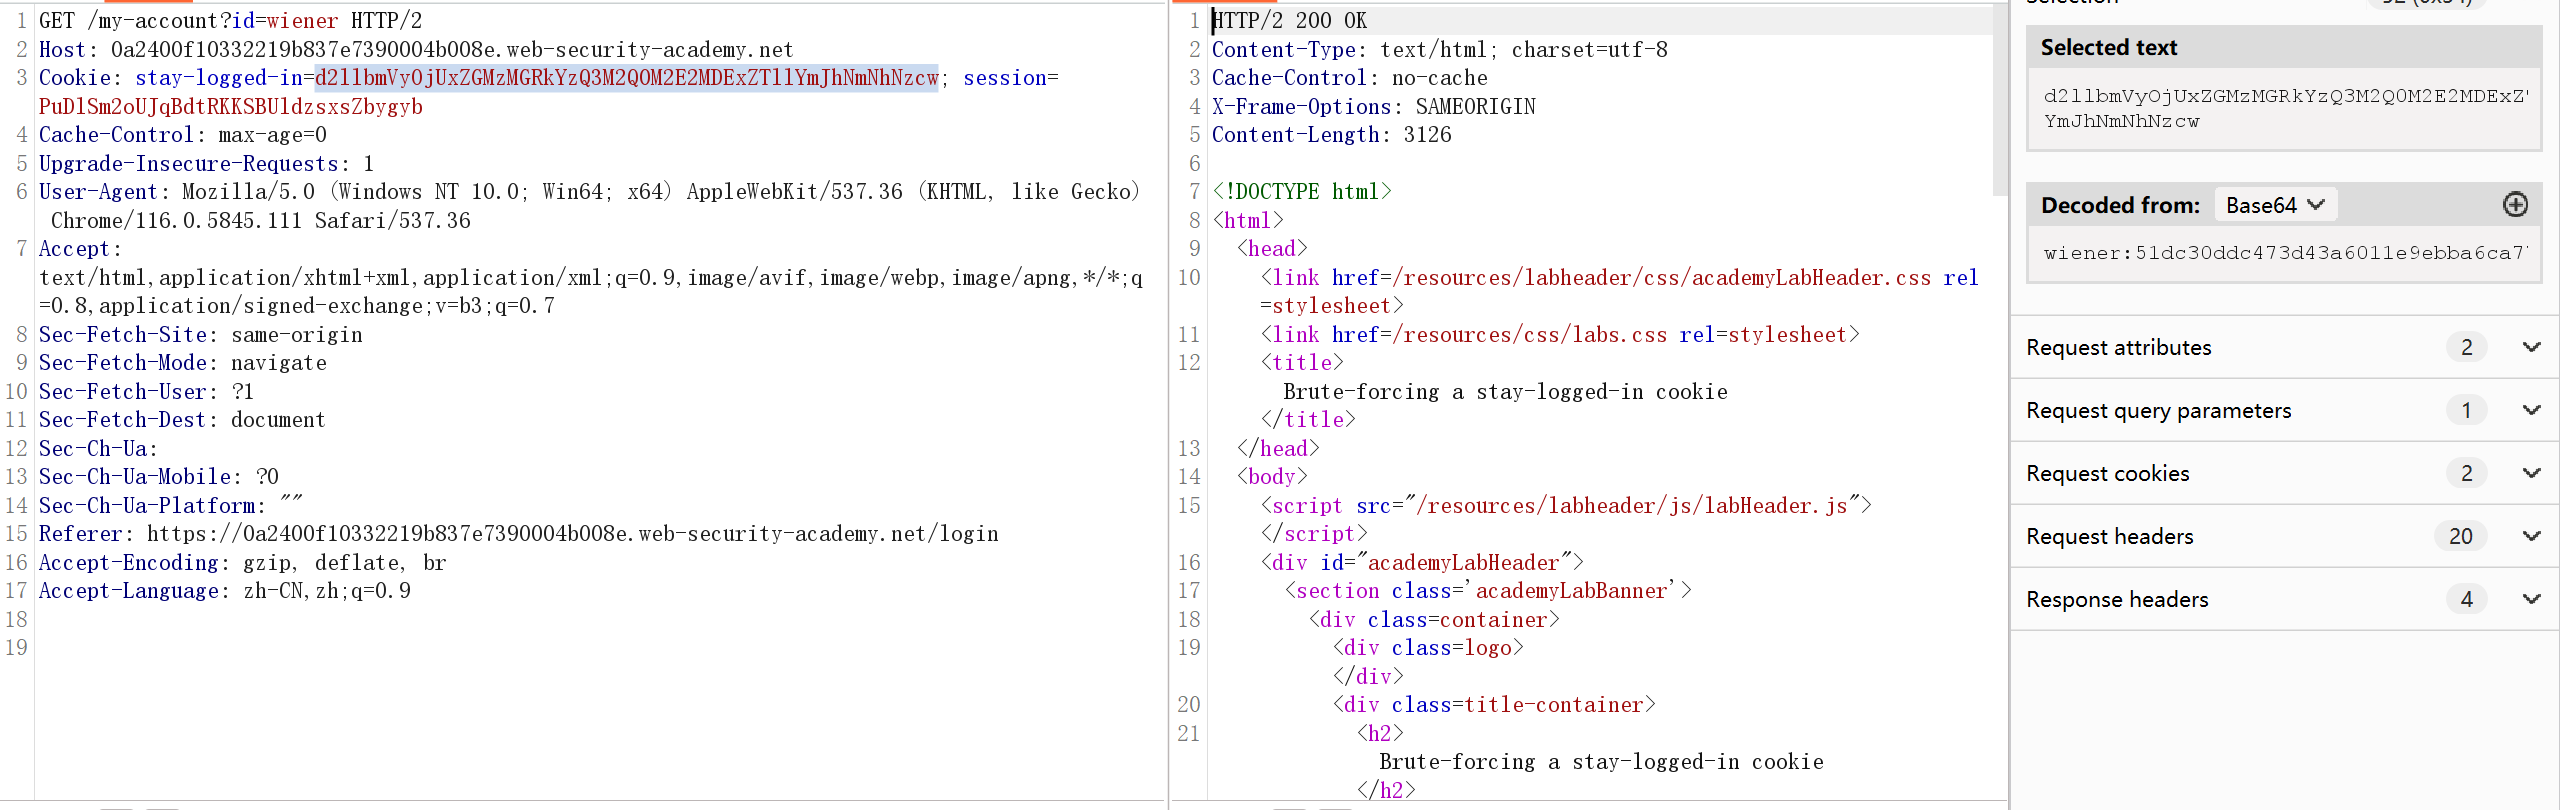 1 GET /my-account?id=wiener HTTP/2
2 Host: 0a2400f10332219b837e7390004b008e.web-security-academy.net
3 Cookie: stay-logged-in=d2llbmVyOjUxZGMzMGRkYzQ3M2Q0M2E2MDExZTllYmJhNmNhNzcw; session=
PuDlSm2oUJqBdtRKKSBUldzsxsZbygyb
4 Cache-Control: max-age=0
5 Upgrade-Insecure-Requests: 1
6 User-Agent: Mozilla/5.0 (Windows NT 10.0; Win64; x64) AppleWebKit/537.36 (KHTML, like Gecko)
Chrome/116.0.5845.111 Safari/537.36
7 Accept:
text/html,application/xhtml+xml,application/xml;q=0.9,image/avif,image/webp,image/apng,*/*;q
=0.8,application/signed-exchange;v=b3;q=0.7
8 Sec-Fetch-Site: same-origin
9 Sec-Fetch-Mode: navigate
10 Sec-Fetch-User: ?1
11 Sec-Fetch-Dest: document
12 Sec-Ch-Ua:
13 Sec-Ch-Ua-Mobile: ?0
14 Sec-Ch-Ua-Platform: ""
15 Referer: https://0a2400f10332219b837e7390004b008e.web-security-academy.net/login
16 Accept-Encoding: gzip, deflate, br
17 Accept-Language: zh-CN,zh;q=0.9
18
19
1 HTTP/2 200 OK
2 Content-Type: text/html; charset=utf-8
3 Cache-Control: no-cache
4 X-Frame-Options: SAMEORIGIN
5 Content-Length: 3126
6
7 <!DOCTYPE html>
8 <html>
9 <head>
10 <link href=/resources/labheader/css/academyLabHeader.css rel
=stylesheet>
11 <link href=/resources/css/labs.css rel=stylesheet>
12 <title>
Brute-forcing a stay-logged-in cookie
</title>
13 </head>
14 <body>
15 <script src="/resources/labheader/js/labHeader.js">
</script>
16 <div id="academyLabHeader">
17 <section class='academyLabBanner'>
18 <div class=container>
19 <div class=logo>
</div>
20 <div class=title-container>
21 <h2>
Brute-forcing a stay-logged-in cookie
</h2>
Selection 52 (0x34)
Selected text
d2llbmVyOjUxZGMzMGRkYzQ3M2Q0M2E2MDExZ
YmJhNmNhNzcw
Decoded from: Base64
wiener:51dc30ddc473d43a6011e9ebba6ca7
Request attributes 2
Request query parameters 1
Request cookies 2
Request headers 20
Response headers 4